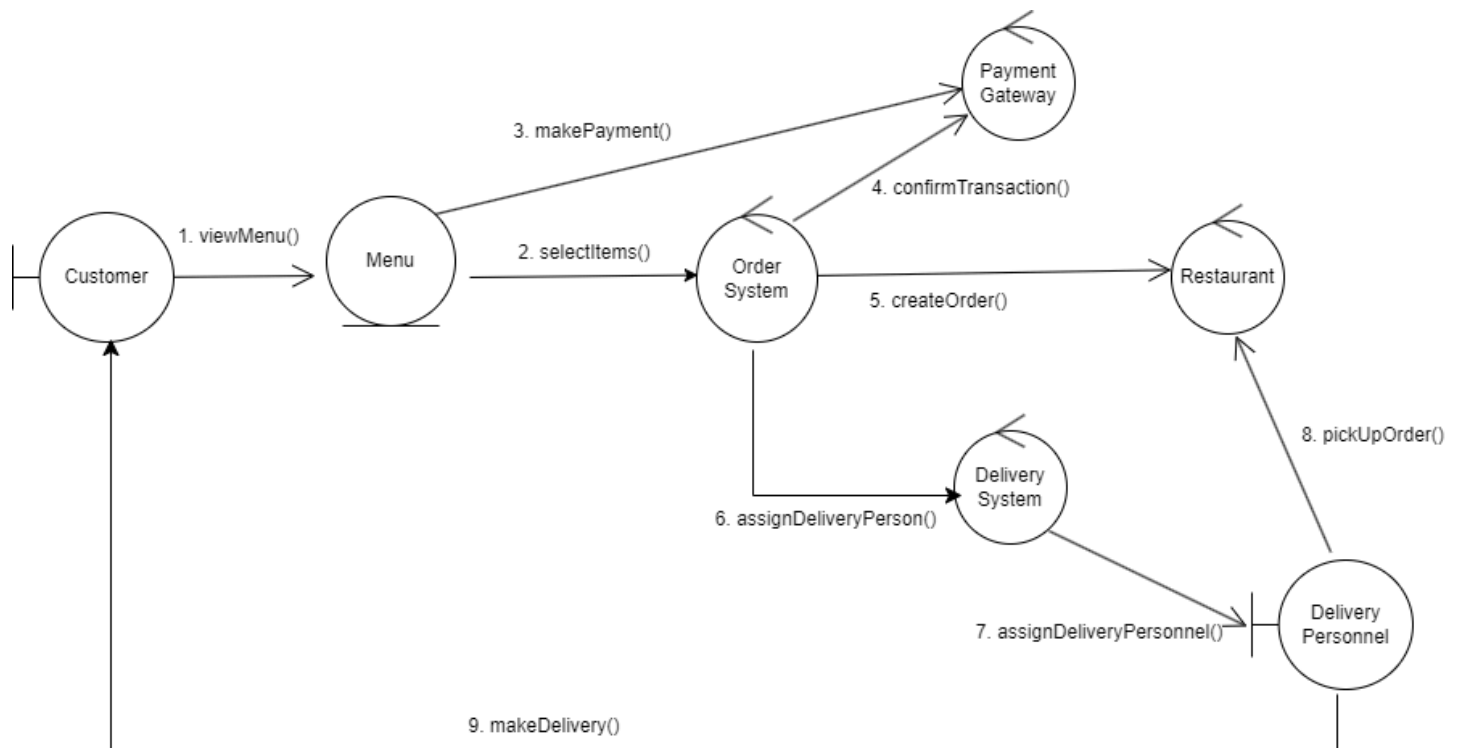 Payment
Gateway
3. makePayment()
4. confirmTransaction()
1. viewMenu()
Customer
Menu
2. selectItems()
Order
System
5. createOrder()
Restaurant
8. pickUpOrder()
Delivery
System
6. assignDeliveryPerson()
7. assignDeliveryPersonnel()
Delivery
Personnel
9. makeDelivery()